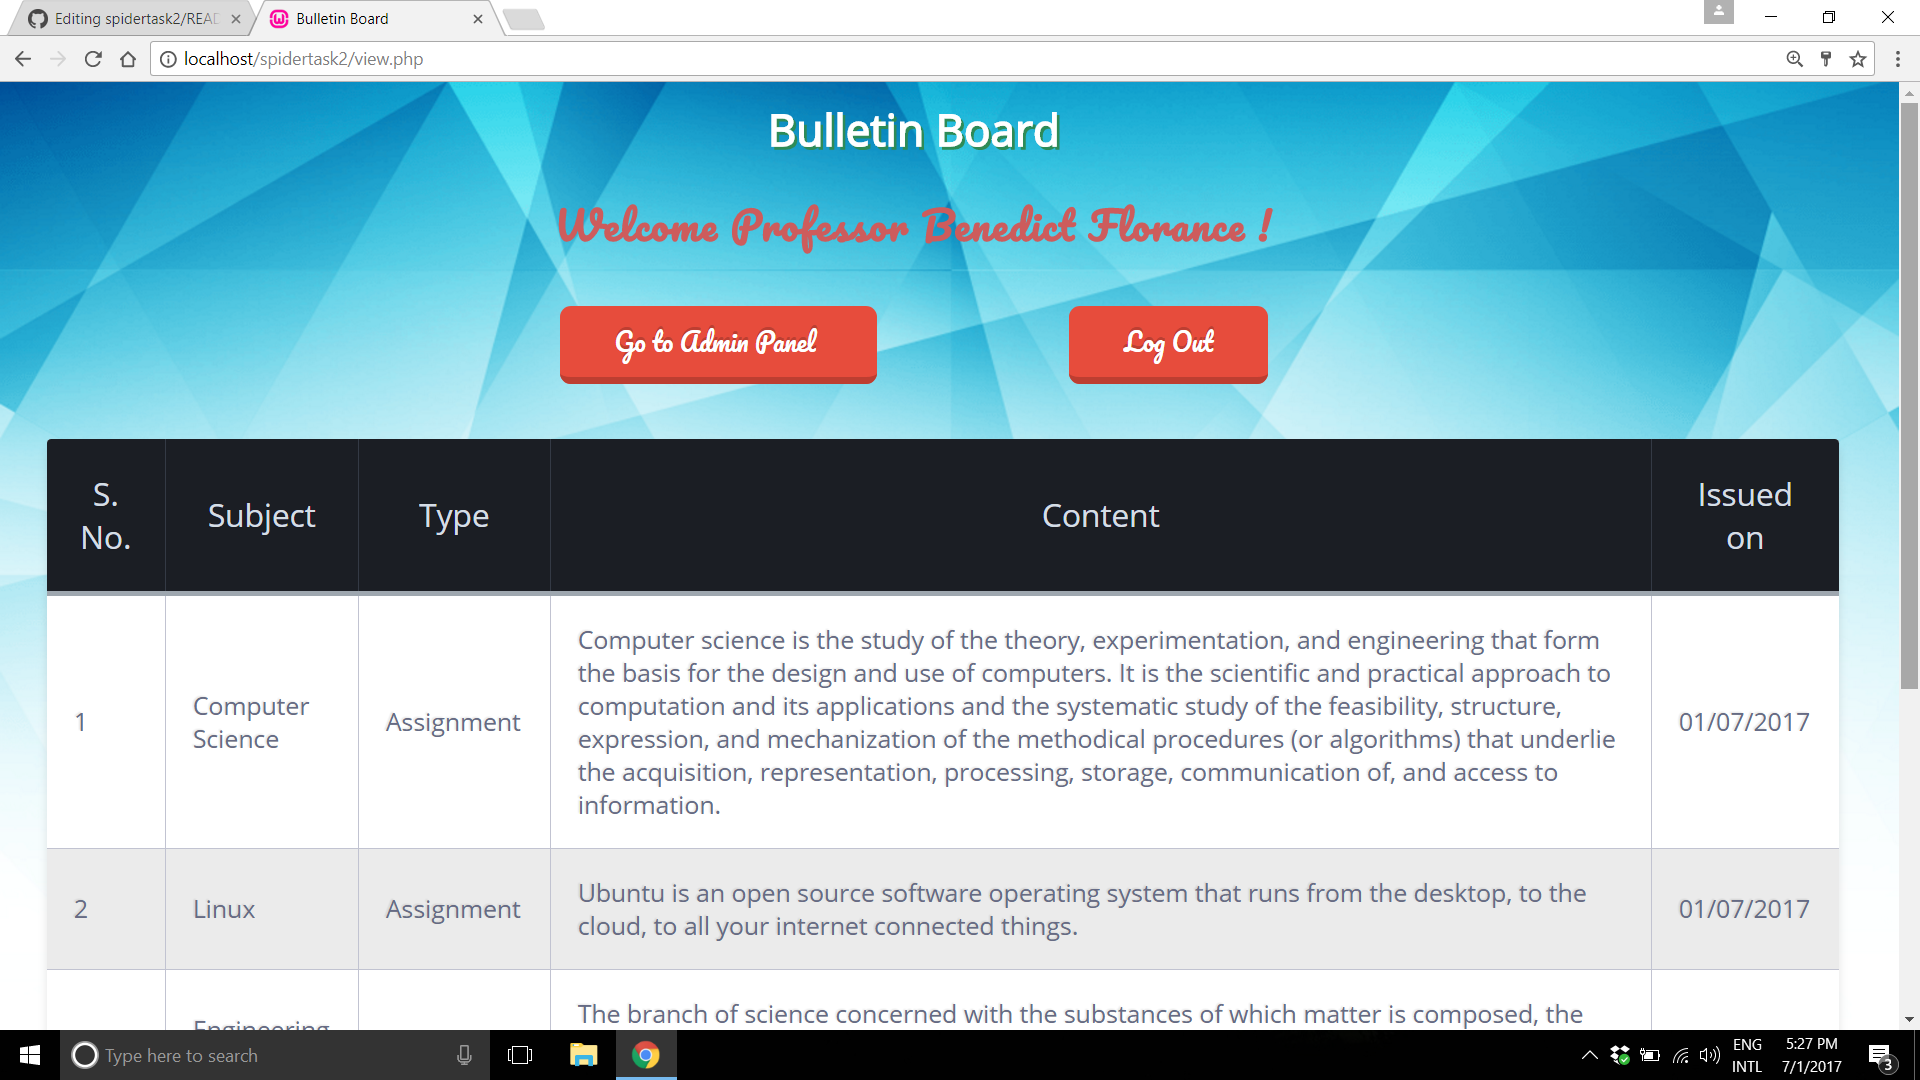 Editing spidertask2/READ
Bulletin Board
localhost/spidertask2/view.php
Bulletin Board
Welcome Professor Benedict Florance !
Go to Admin Panel
Log Out
S. No.
Subject
Type
Content
Issued on
1
Computer
Science
Assignment
Computer science is the study of the theory, experimentation, and engineering that form
the basis for the design and use of computers. It is the scientific and practical approach to
computation and its applications and the systematic study of the feasibility, structure,
expression, and mechanization of the methodical procedures (or algorithms) that underlie
the acquisition, representation, processing, storage, communication of, and access to
information.
01/07/2017
2
Linux
Assignment
Ubuntu is an open source software operating system that runs from the desktop, to the
cloud, to all your internet connected things.
01/07/2017
Engineering
The branch of science concerned with the substances of which matter is composed, the
Type here to search
ENG
INTL
5:27 PM
7/1/2017
3